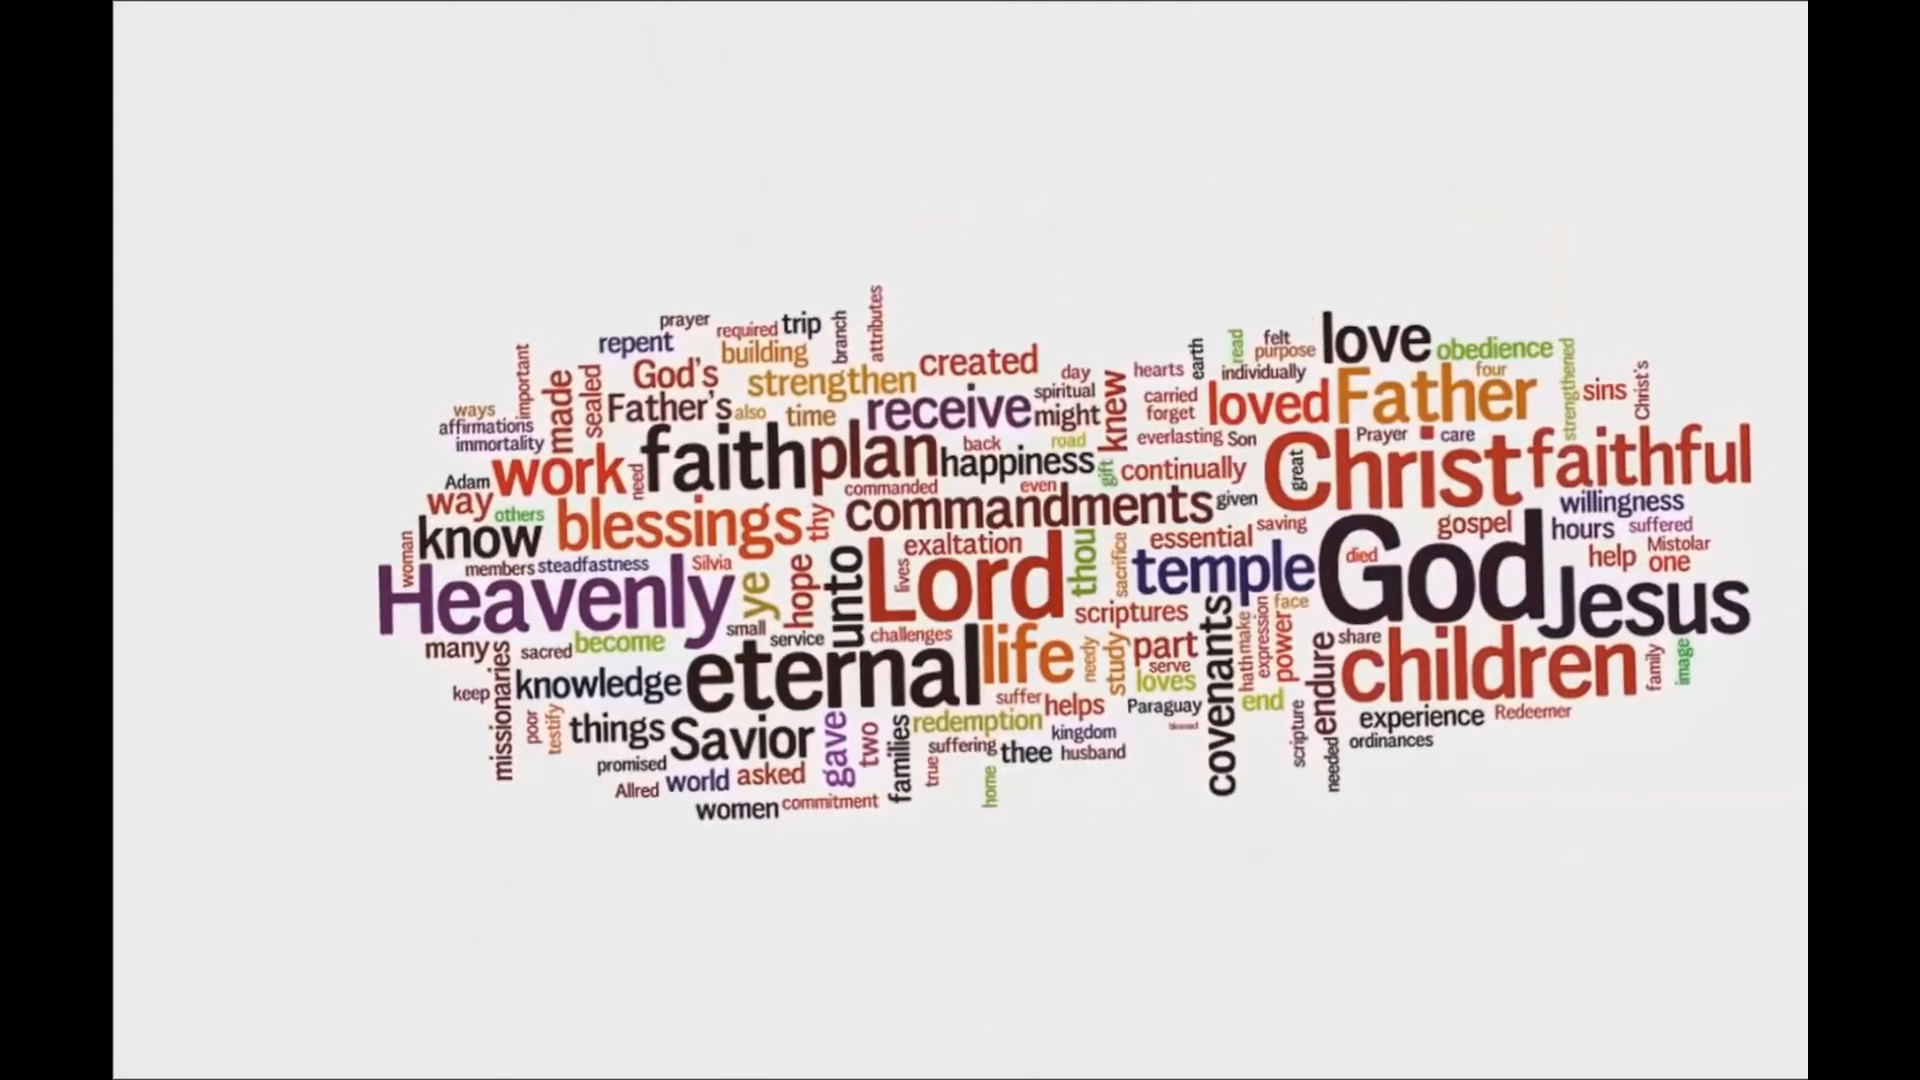 attributes
prayer
required
trip
branch
repent
building
God's
strengthen
created
important
made
sealed
Father's
also
time
receive
day
spiritual
might
knew
hearts
earth
read
felt
purpose
individually
love
obedience
four
strengthened
sins
Christ's
carried
forget
loved
Father
ways
affirmations
immortality
Adam
work
need
faith
plan
back
road
happiness
gift
everlasting
Son
continually
great
Prayer
care
Christ
faithful
way
others
know
blessings
thy
commanded
even
commandments
given
saving
essential
gospel
willingness
hours
suffered
woman
members
steadfastness
Silvia
Heavenly
ye
hope
unto
exaltation
lives
Lord
thou
sacrifice
temple
died
God
help
Mistolar
one
Jesus
scriptures
small
service
challenges
many
sacred
become
missionaries
keep
knowledge
eternal
life
needy
study
part
serve
loves
covenants
hath
make
expression
power
face
endure
share
children
family
image
poor
testify
things
Savior
gave
two
families
redemption
suffer
helps
Paraguay
blessed
end
scripture
needed
experience
Redeemer
ordinances
promised
Allred
world
asked
true
suffering
thee
kingdom
husband
home
women
commitment